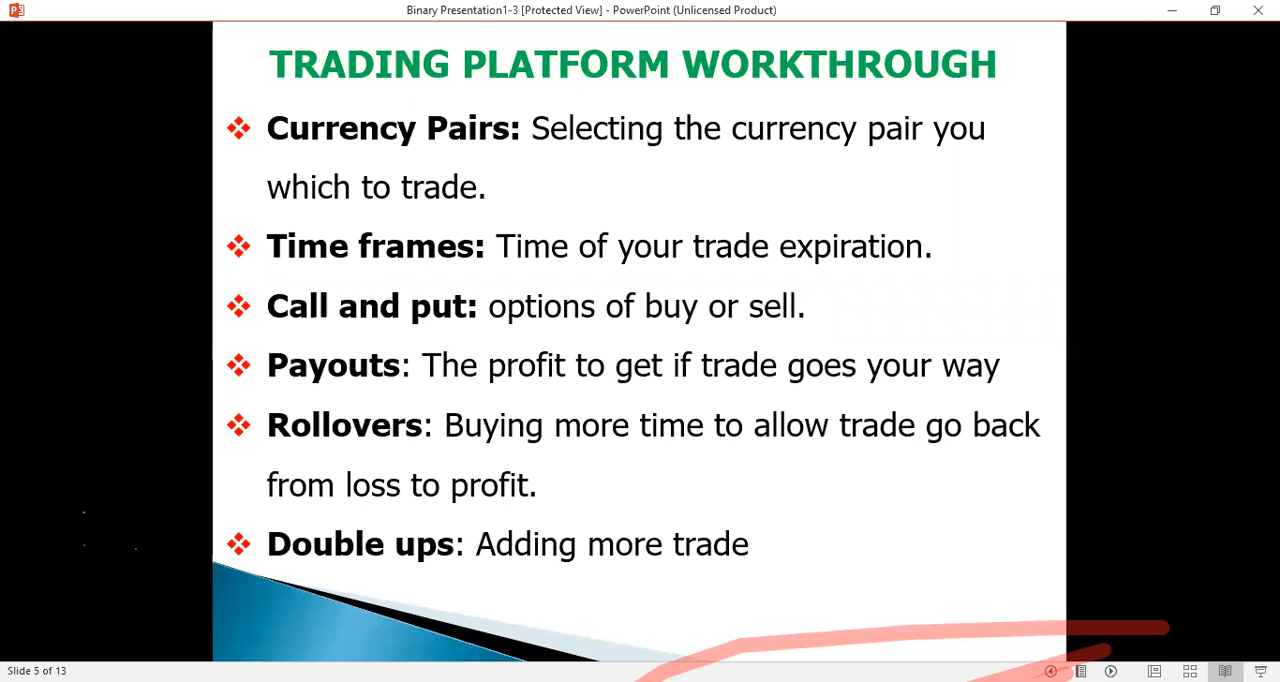 Binary Presentation1-3 [Protected View] - PowerPoint (Unlicensed Product)
TRADING PLATFORM WORKTHROUGH
Currency Pairs: Selecting the currency pair you
which to trade.
Time frames: Time of your trade expiration.
Call and put: options of buy or sell.
Payouts: The profit to get if trade goes your way
Rollovers: Buying more time to allow trade go back
from loss to profit.
Double ups: Adding more trade
Slide 5 of 13